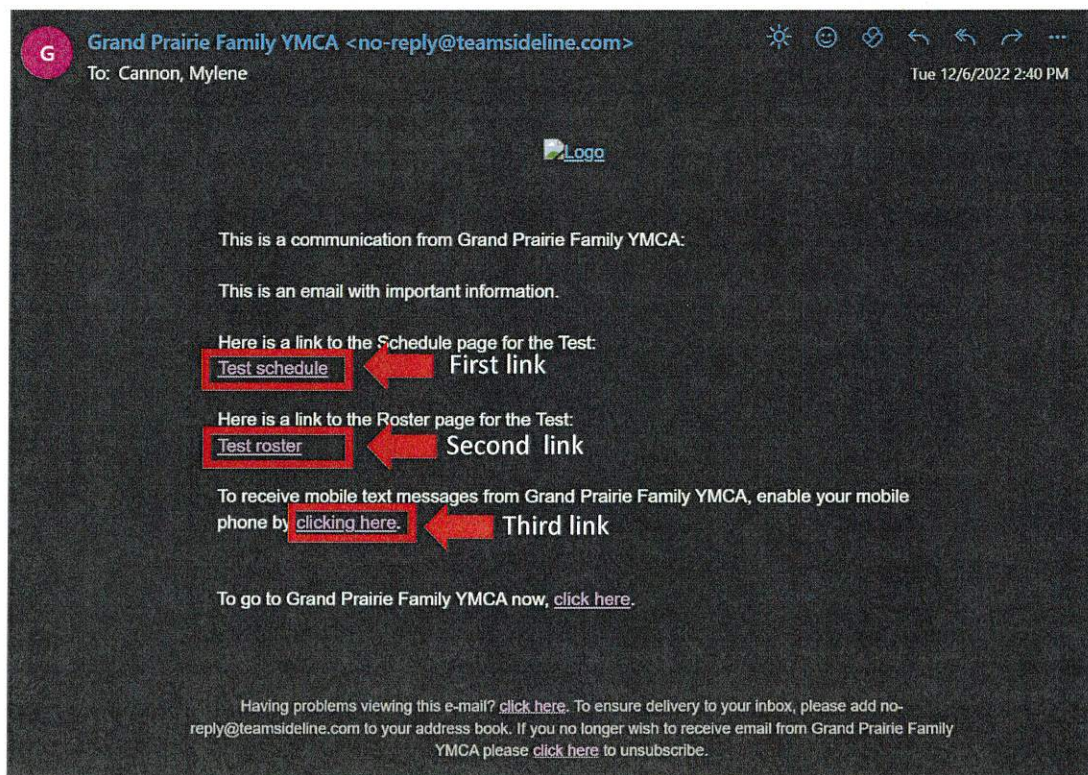 G
Grand Prairie Family YMCA <no-reply@teamsideline.com>
To: Cannon, Mylene
Tue 12/6/2022 2:40 PM
Logo
This is a communication from Grand Prairie Family YMCA:
This is an email with important information.
Here is a link to the Schedule page for the Test:
Test schedule
First link
Here is a link to the Roster page for the Test:
Test roster
Second link
To receive mobile text messages from Grand Prairie Family YMCA, enable your mobile
phone by clicking here.
Third link
To go to Grand Prairie Family YMCA now, click here.
Having problems viewing this e-mail? click here. To ensure delivery to your inbox, please add no-
reply@teamsideline.com to your address book. If you no longer wish to receive email from Grand Prairie Family
YMCA please click here to unsubscribe.